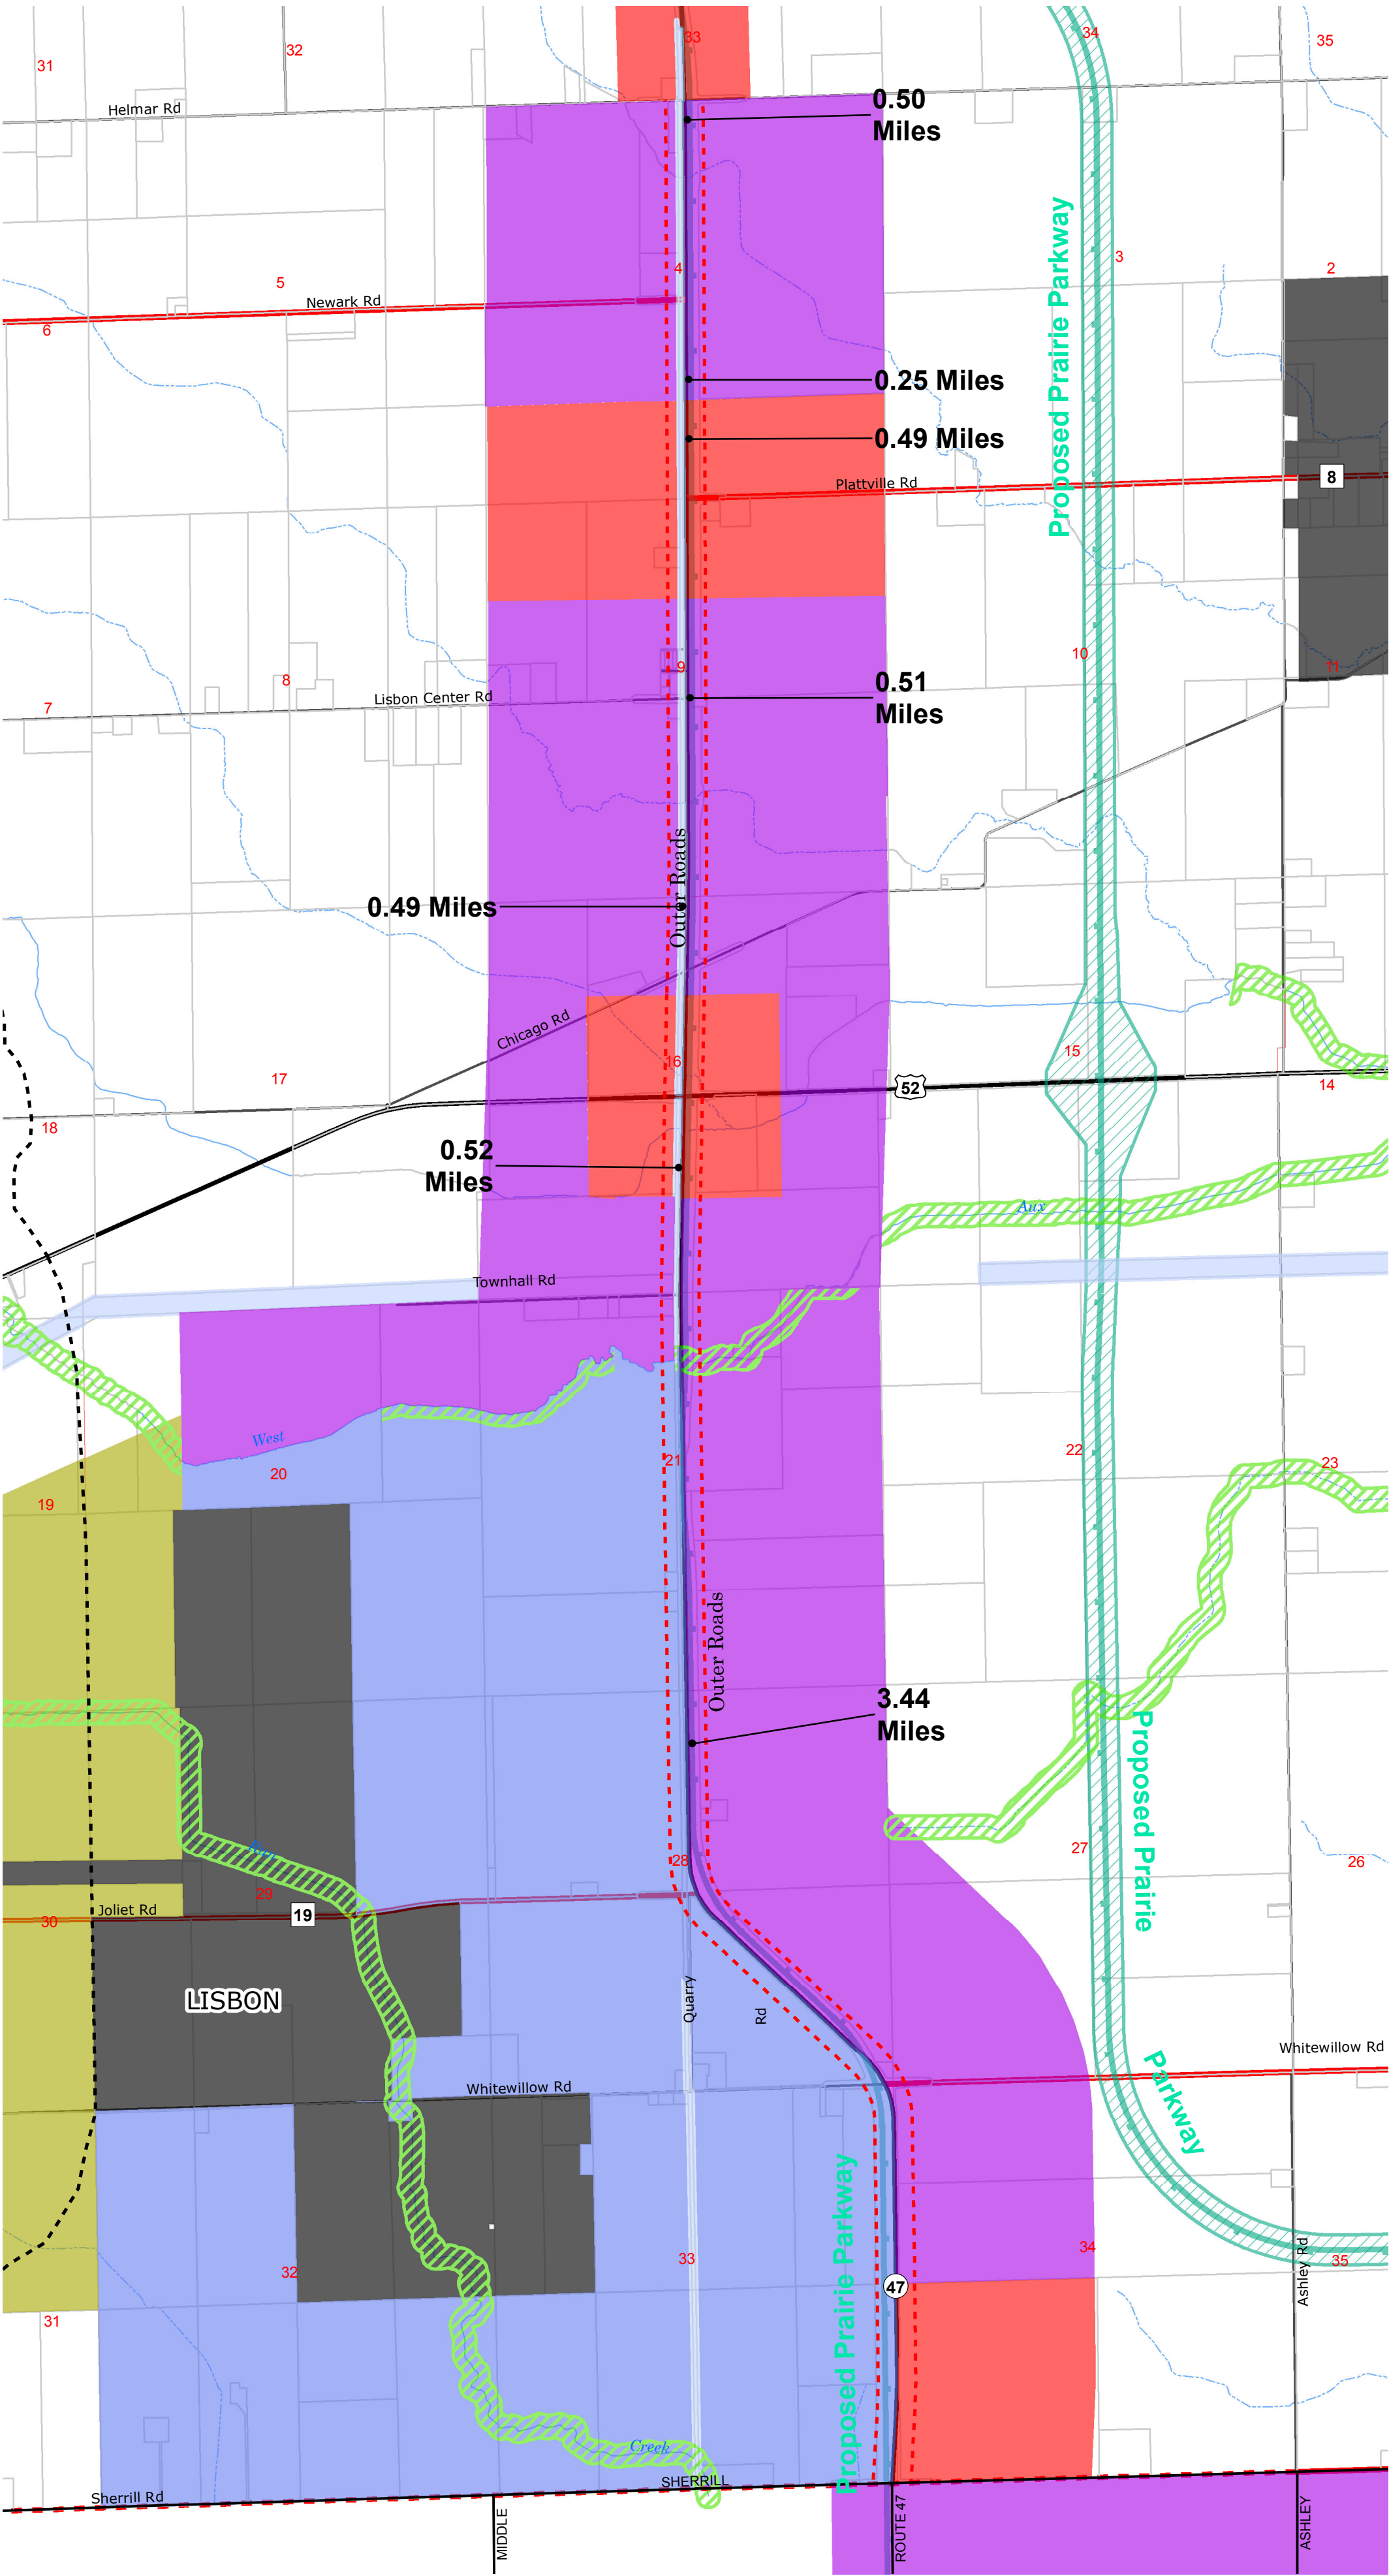 33
34
32
35
31
Helmar Rd
0.50
Miles
Proposed Prairie Parkway
3
4
2
5
Newark Rd
6
0.25 Miles
0.49 Miles
8
Plattville Rd
10
9
11
8
0.51
Miles
Lisbon Center Rd
7
Outer Roads
0.49 Miles
Chicago Rd
15
16
17
52
14
18
0.52
Miles
Aux
Townhall Rd
West
22
21
23
20
19
Outer Roads
3.44
Miles
Proposed Prairie
27
28
26
29
Joliet Rd
19
30
LISBON
Quarry
Rd
Whitewillow Rd
Parkway
Whitewillow Rd
Proposed Prairie Parkway
34
33
35
32
Ashley Rd
47
31
Creek
SHERRILL
Sherrill Rd
MIDDLE
ROUTE 47
ASHLEY